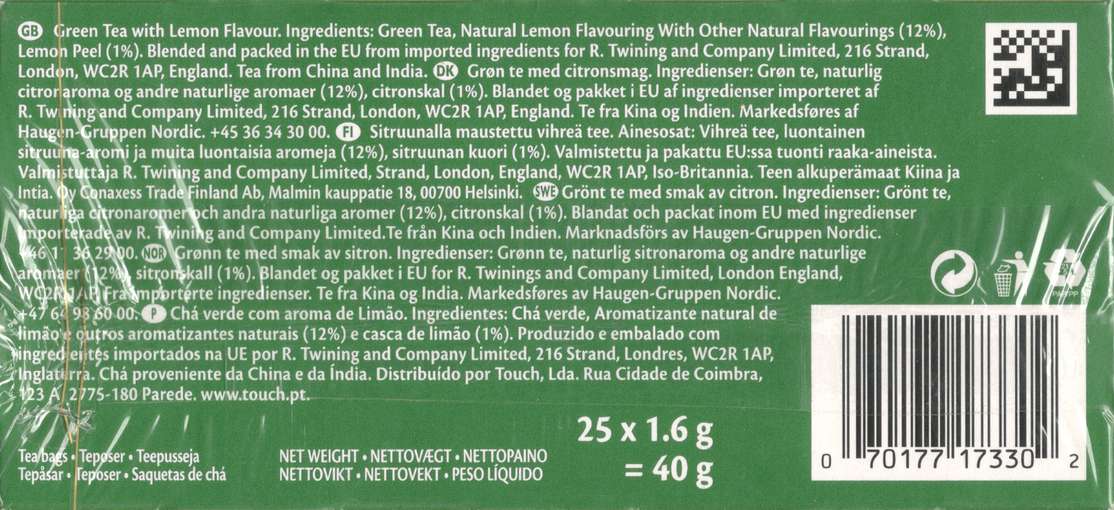 GB Green Tea with Lemon Flavour. Ingredients: Green Tea, Natural Lemon Flavouring With Other Natural Flavourings (12%),
Lemon Peel (1%). Blended and packed in the EU from imported ingredients for R. Twining and Company Limited, 216 Strand,
London, WC2R 1AP, England. Tea from China and India. DK Grøn te med citronsmag. Ingredienser: Grøn te, naturlig
citronaroma og andre naturlige aromaer (12%), citronskal (1%). Blandet og pakket i EU af ingredienser importeret af
R. Twining and Company Limited, 216 Strand, London, WC2R 1AP, England. Te fra Kina og Indien. Markedsføres af
Haugen-Gruppen Nordic. +45 36 34 30 00. FI Sitruunalla maustettu vihreä tee. Ainesosat: Vihreä tee, luontainen
sitruuna-aromi ja muita luontaisia aromeja (12%), sitruunan kuori (1%). Valmistettu ja pakattu EU:ssa tuonti raaka-aineista.
Valmistuttaja R. Twining and Company Limited, Strand, London, England, WC2R 1AP, Iso-Britannia. Teen alkuperämaat Kiina ja
Intia. Oy Conaxess Trade Finland Ab, Malmin kauppatie 18, 00700 Helsinki. SWE Grönt te med smak av citron. Ingredienser: Grönt te,
naturliga citronaromer och andra naturliga aromer (12%), citronskal (1%). Blandat och packat inom EU med ingredienser
importerade av R. Twining and Company Limited.Te från Kina och Indien. Marknadsförs av Haugen-Gruppen Nordic.
+46 11 36 29 00. NOR Grønn te med smak av sitron. Ingredienser: Grønn te, naturlig sitronaroma og andre naturlige
aromaer (12%), sitronskall (1%). Blandet og pakket i EU for R. Twinings and Company Limited, London England,
WC2R 1AP. Fra importerte ingredienser. Te fra Kina og India. Markedsføres av Haugen-Gruppen Nordic.
+47 64 98 60 00. P Chá verde com aroma de Limão. Ingredientes: Chá verde, Aromatizante natural de
limão e outros aromatizantes naturais (12%) e casca de limão (1%). Produzido e embalado com
ingredientes importados na UE por R. Twining and Company Limited, 216 Strand, Londres, WC2R 1AP,
Inglaterra. Chá proveniente da China e da Índia. Distribuído por Touch, Lda. Rua Cidade de Coimbra,
123 A 2775-180 Parede. www.touch.pt.
25 x 1.6 g
= 40 g
Tea bags • Teposer • Teepusseja
Tepåsar • Teposer • Saquetas de chá
NET WEIGHT • NETTOVÆGT • NETTOPAINO
NETTOVIKT • NETTOVEKT • PESO LÍQUIDO
0 70177 17330 2